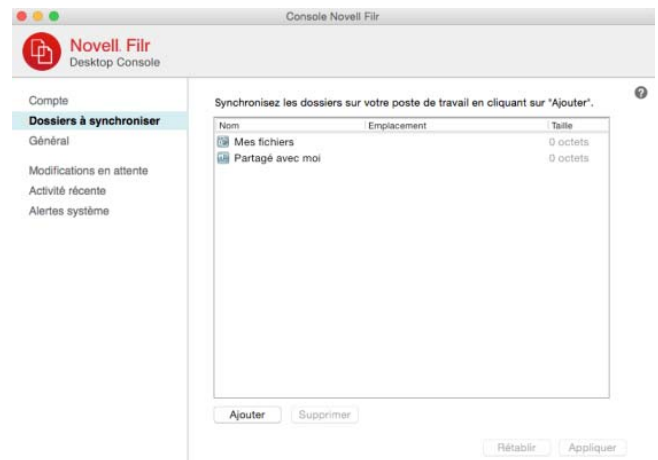 Console Novell Filr
Novell. Filr
Desktop Console
Compte
Dossiers à synchroniser
Général
Modifications en attente
Activité récente
Alertes système
?
Synchronisez les dossiers sur votre poste de travail en cliquant sur "Ajouter".
Nom Emplacement Taille
Mes fichiers 0 octets
Partagé avec moi 0 octets
Ajouter Supprimer
Rétablir Appliquer